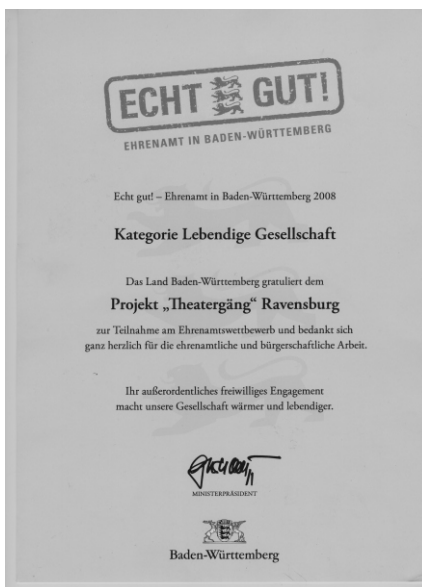 ECHT GUT!
EHRENAMT IN BADEN-WÜRTTEMBERG
Echt gut! – Ehrenamt in Baden-Württemberg 2008
Kategorie Lebendige Gesellschaft
Das Land Baden-Württemberg gratuliert dem
Projekt „Theatergäng" Ravensburg
zur Teilnahme am Ehrenamtswettbewerb und bedankt sich
ganz herzlich für die ehrenamtliche und bürgerschaftliche Arbeit.
Ihr außerordentliches freiwilliges Engagement
macht unsere Gesellschaft wärmer und lebendiger.
MINISTERPRÄSIDENT
Baden-Württemberg